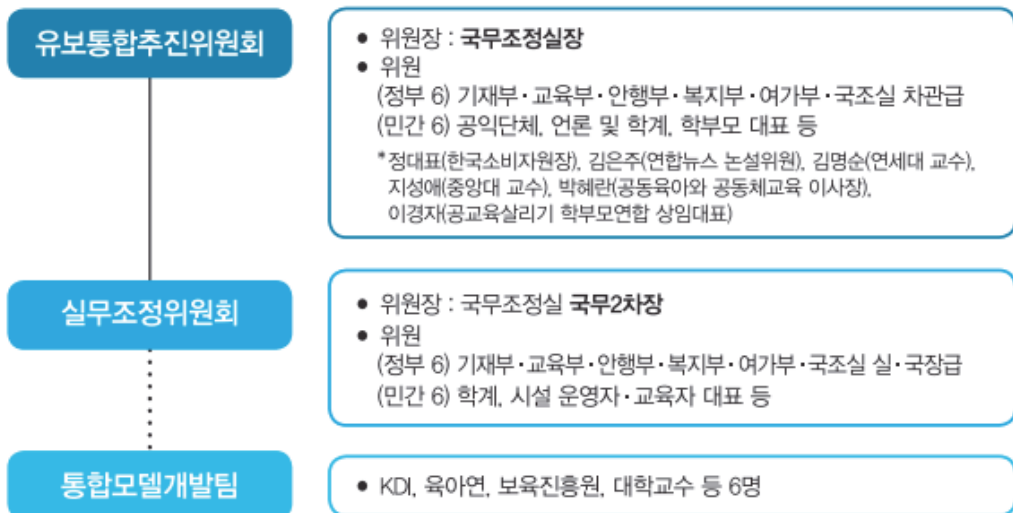 유보통합추진위원회
• 위원장 : 국무조정실장
• 위원
(정부 6) 기재부·교육부·안행부·복지부·여가부·국조실 차관급
(민간 6) 공익단체, 언론 및 학계, 학부모 대표 등
*정대표(한국소비자원장), 김은주(연합뉴스 논설위원), 김명순(연세대 교수),
지성애(중앙대 교수), 박혜란(공동육아와 공동체교육 이사장),
이경자(공교육살리기 학부모연합 상임대표)
실무조정위원회
• 위원장 : 국무조정실 국무2차장
• 위원
(정부 6) 기재부·교육부·안행부·복지부·여가부·국조실 실·국장급
(민간 6) 학계, 시설 운영자·교육자 대표 등
통합모델개발팀
• KDI, 육아연, 보육진흥원, 대학교수 등 6명